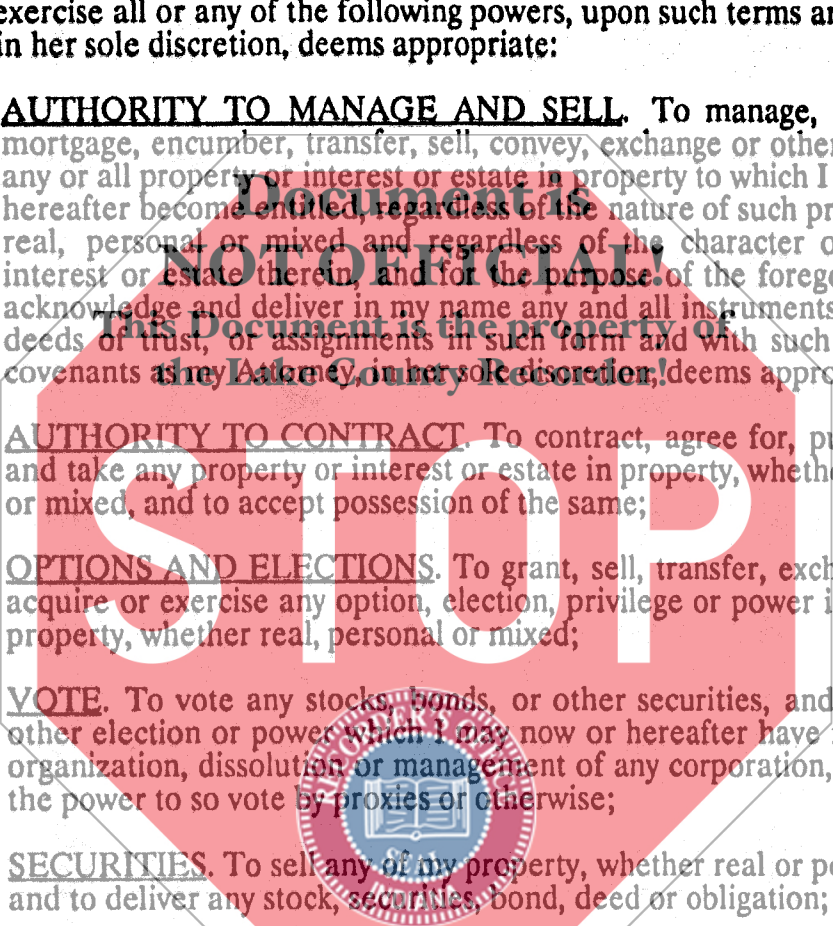 exercise all or any of the following powers, upon such terms an
in her sole discretion, deems appropriate:
AUTHORITY TO MANAGE AND SELL. To manage,
mortgage, encumber, transfer, sell, convey, exchange or other
any or all property or interest or estate in property to which I
hereafter become entitled, regardless of the nature of such pr
real, personal or mixed and regardless of the character o
interest or estate therein, and for the purpose of the forego
acknowledge and deliver in my name any and all instruments
deeds of trust, or assignments in such form and with such
covenants as my Attorney, in her sole discretion, deems appro
Document is
NOT OFFICIAL!
This Document is the property of
the Lake County Recorder!
AUTHORITY TO CONTRACT. To contract, agree for, pu
and take any property or interest or estate in property, whethe
or mixed, and to accept possession of the same;
STOP
OPTIONS AND ELECTIONS. To grant, sell, transfer, exch
acquire or exercise any option, election, privilege or power i
property, whether real, personal or mixed;
VOTE. To vote any stocks, bonds, or other securities, and
other election or power which I may now or hereafter have
organization, dissolution or management of any corporation,
the power to so vote by proxies or otherwise;
SEAL
INDIANA
SECURITIES. To sell any of my property, whether real or pe
and to deliver any stock, securities, bond, deed or obligation;